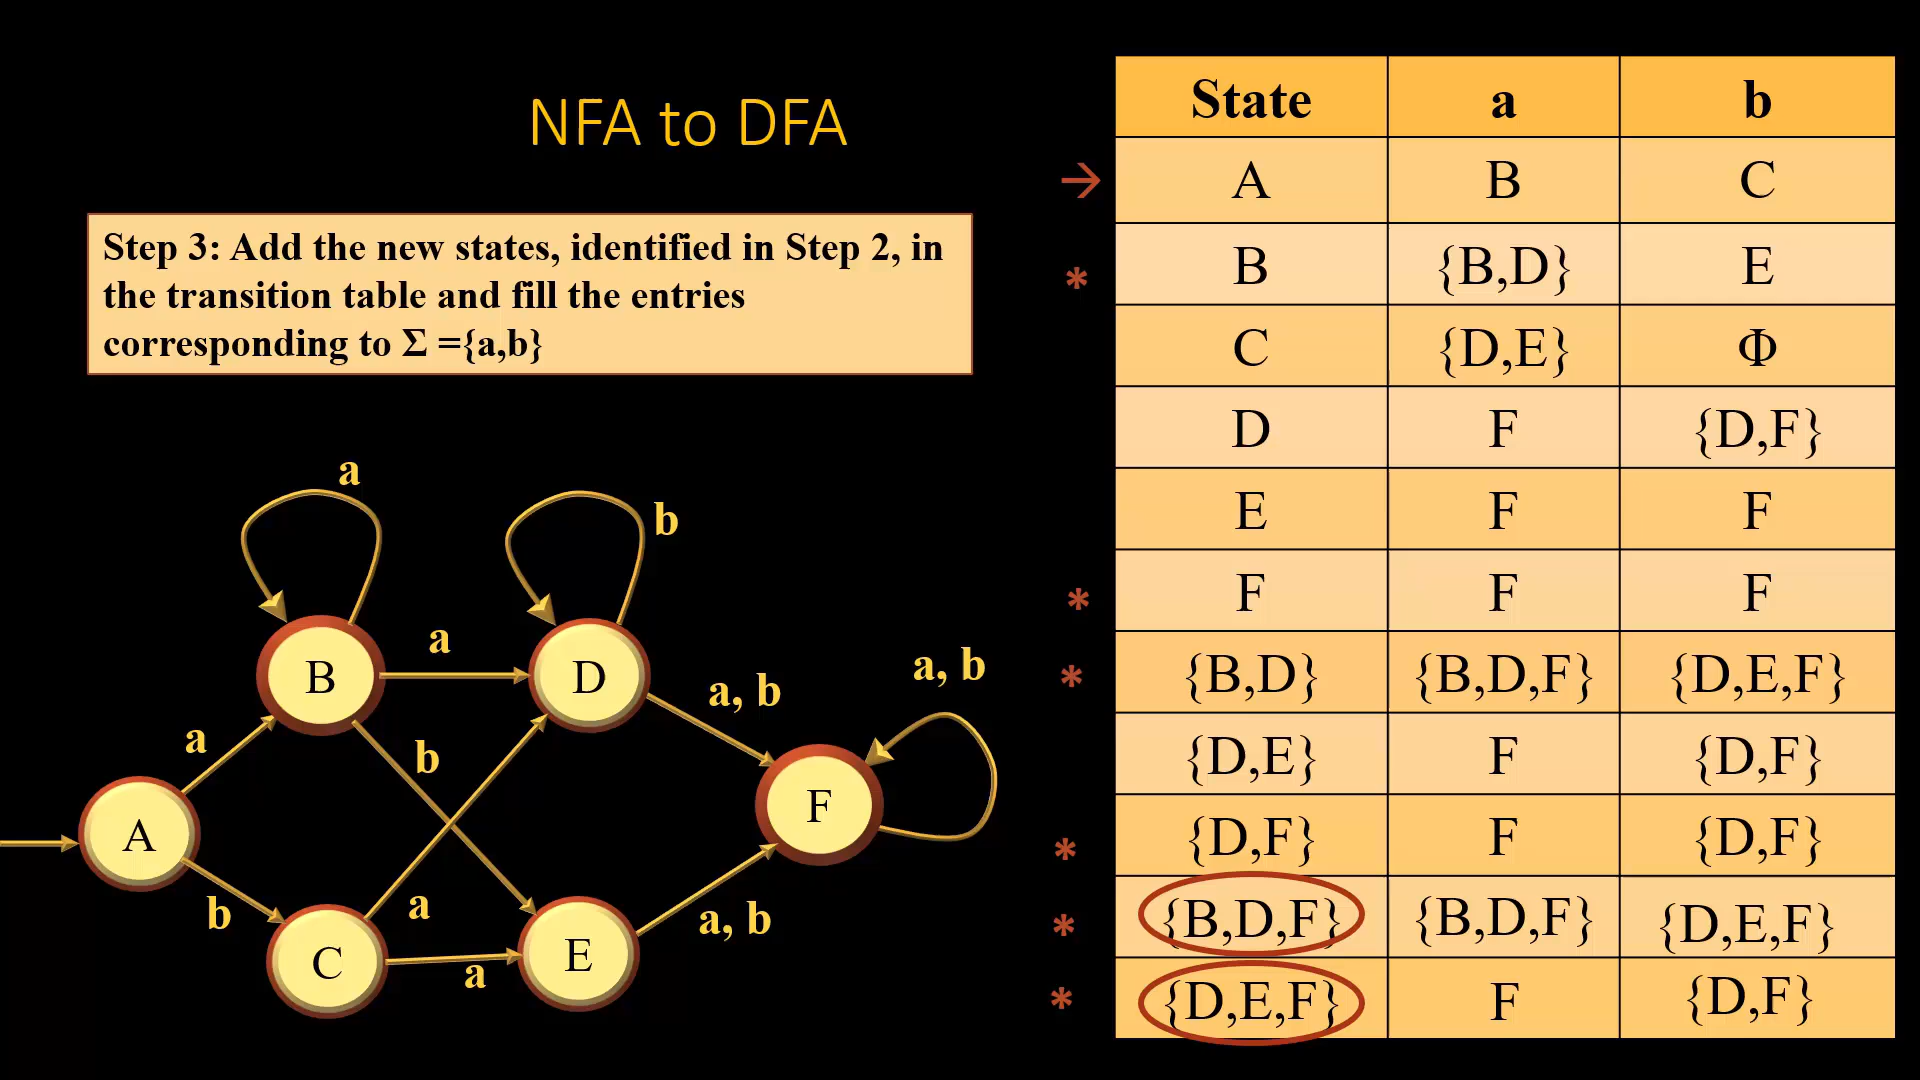 NFA to DFA
Step 3: Add the new states, identified in Step 2, in
the transition table and fill the entries
corresponding to Σ ={a,b}
State a b
→ A B C
* B {B,D} E
C {D,E} Φ
D F {D,F}
E F F
* F F F
* {B,D} {B,D,F} {D,E,F}
{D,E} F {D,F}
* {D,F} F {D,F}
* {B,D,F} {B,D,F} {D,E,F}
* {D,E,F} F {D,F}
a
b
B
a
D
a, b
a, b
a
b
F
A
b
a
a, b
C
a
E